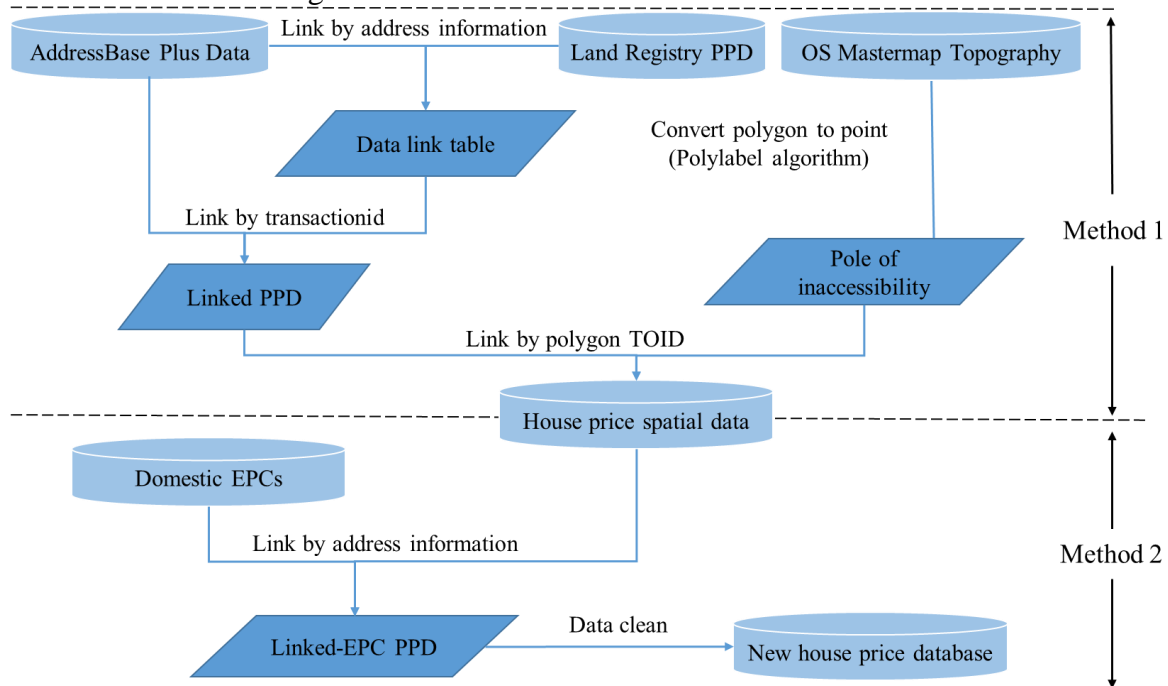 Link by address information
AddressBase Plus Data
Land Registry PPD
OS Mastermap Topography
Data link table
Convert polygon to point
(Polylabel algorithm)
Link by transactionid
Method 1
Linked PPD
Pole of
inaccessibility
Link by polygon TOID
House price spatial data
Domestic EPCs
Link by address information
Method 2
Linked-EPC PPD
Data clean
New house price database